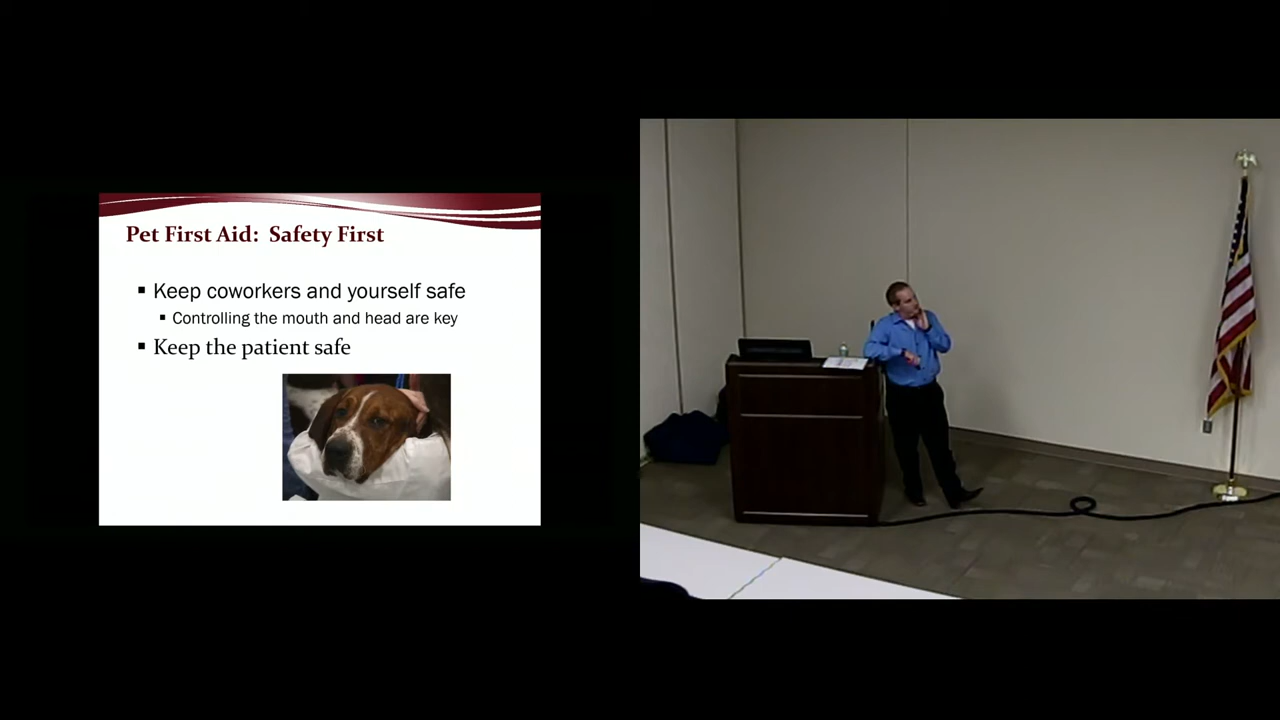 Pet First Aid: Safety First
Keep coworkers and yourself safe
Controlling the mouth and head are key
Keep the patient safe